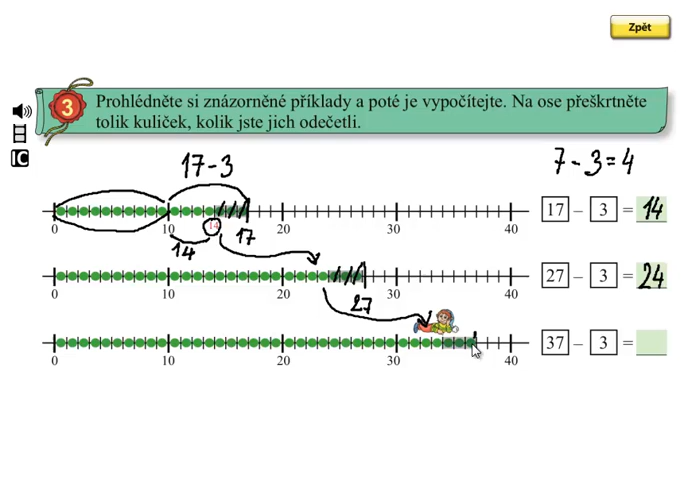 Zpět
3 Prohlédněte si znázorněné příklady a poté je vypočítejte. Na ose přeškrtněte
tolik kuliček, kolik jste jich odečetli.
IC
17-3
7 - 3 = 4
0 10 14 17 20 30 40
17 – 3 = 14
14
0 10 20 27 30 40
27 – 3 = 24
0 10 20 30 40
37 – 3 =